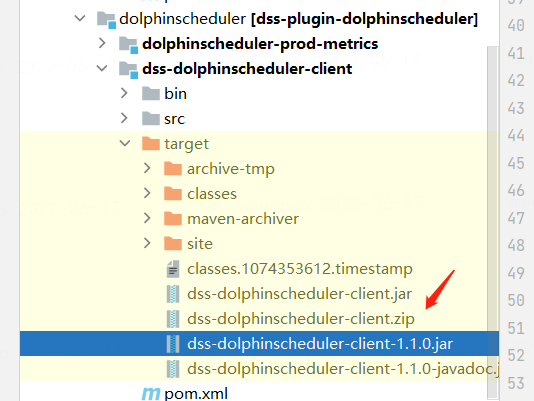 dolphinscheduler [dss-plugin-dolphinscheduler]
dolphinscheduler-prod-metrics
dss-dolphinscheduler-client
bin
src
target
archive-tmp
classes
maven-archiver
site
classes.1074353612.timestamp
dss-dolphinscheduler-client.jar
dss-dolphinscheduler-client.zip
dss-dolphinscheduler-client-1.1.0.jar
dss-dolphinscheduler-client-1.1.0-javadoc.j
pom.xml
40
41
42
43
44
45
46
47
48
49
50
51
52
53